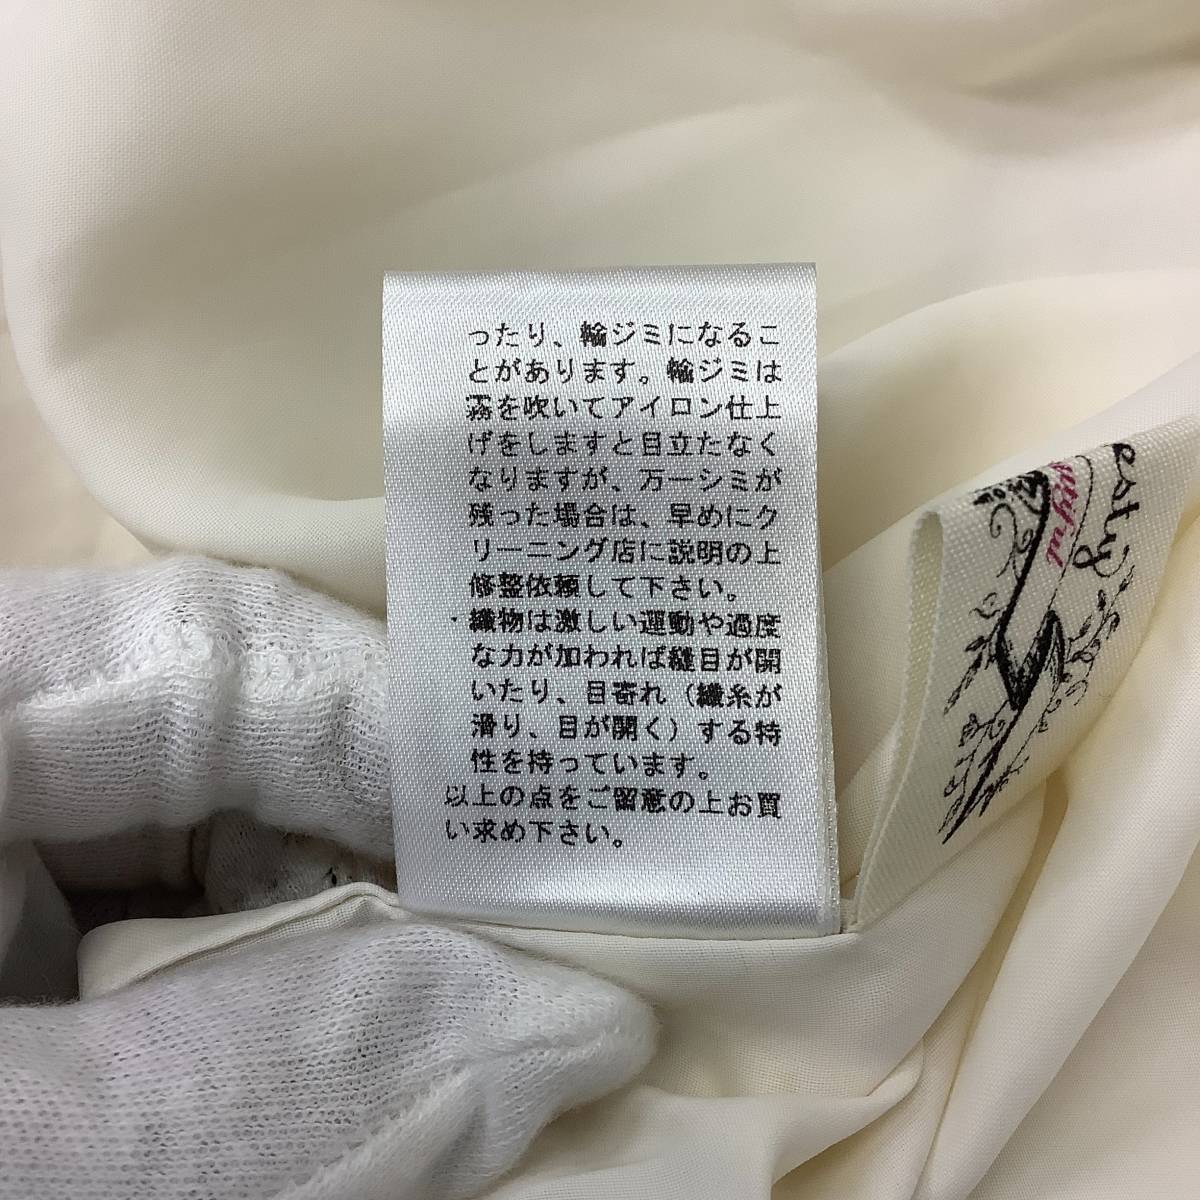 ったり、輪ジミになるこ
とがあります。輪ジミは
霧を吹いてアイロン仕上
げをしますと目立たなく
なりますが、万一シミが
残った場合は、早めにク
リーニング店に説明の上
修整依頼して下さい。
・織物は激しい運動や過度
な力が加われば縫目が開
いたり、目寄れ（織糸が
滑り、目が開く）する特
性を持っています。
以上の点をご留意の上お買
い求め下さい。
esty